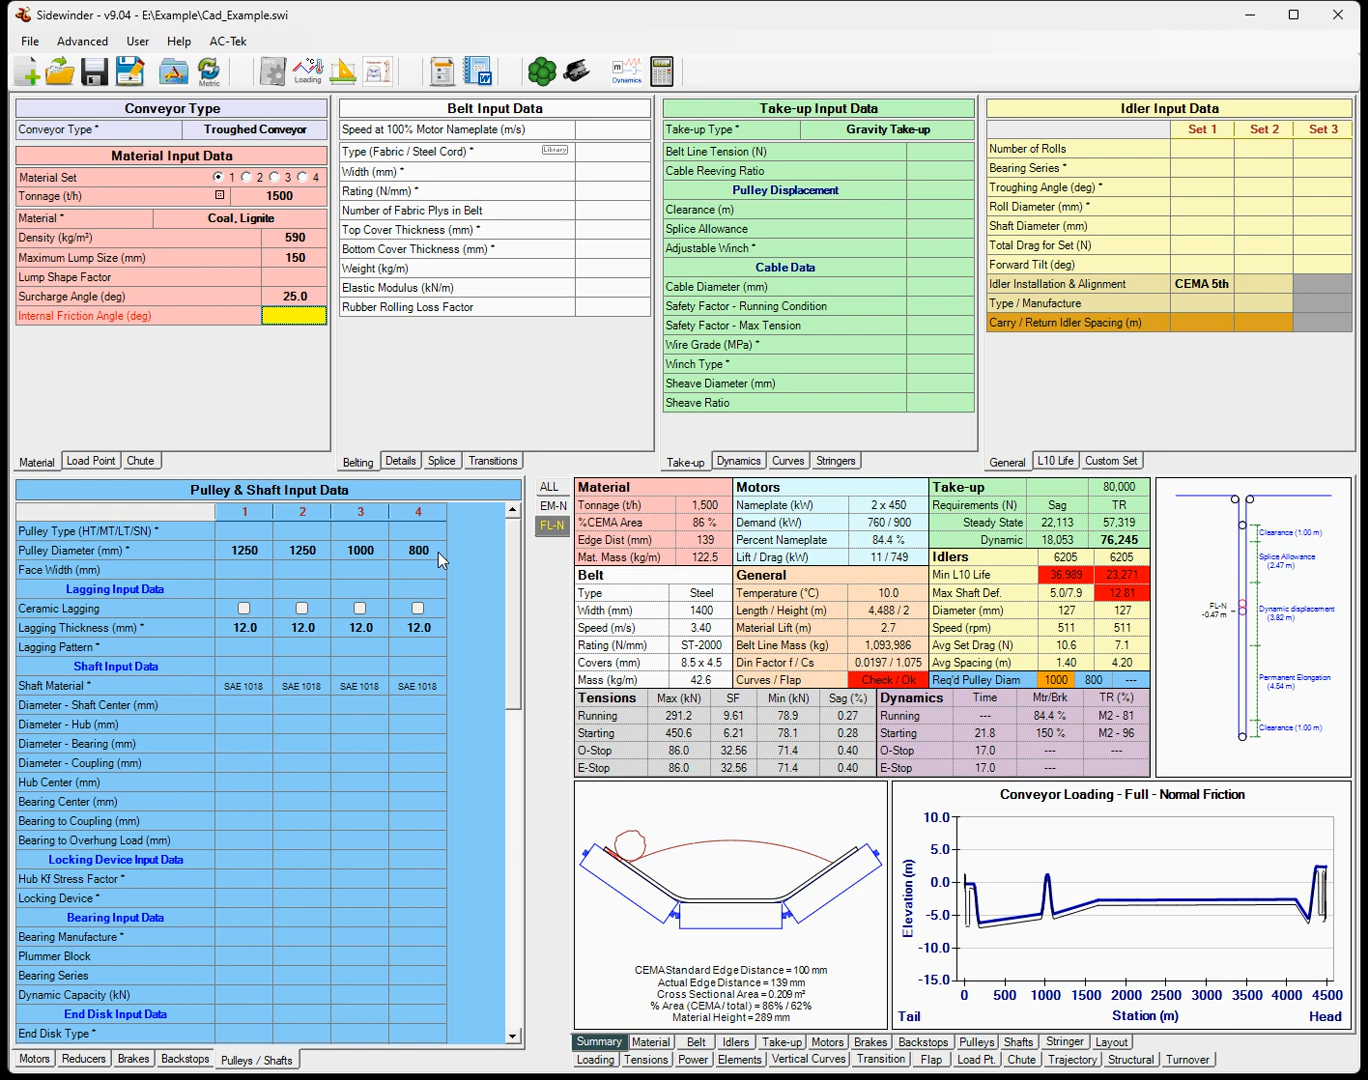 Sidewinder - v9.04 - E:\Example\Cad_Example.swi
File Advanced User Help AC-Tek
Metric Loading Dynamics
Conveyor Type
Conveyor Type * Troughed Conveyor
Material Input Data
Material Set 1 2 3 4
Tonnage (t/h) 1500
Material * Coal, Lignite
Density (kg/m³) 590
Maximum Lump Size (mm) 150
Lump Shape Factor
Surcharge Angle (deg) 25.0
Internal Friction Angle (deg)
Material Load Point Chute
Belt Input Data
Speed at 100% Motor Nameplate (m/s)
Type (Fabric / Steel Cord) * Library
Width (mm) *
Rating (N/mm) *
Number of Fabric Plys in Belt
Top Cover Thickness (mm) *
Bottom Cover Thickness (mm) *
Weight (kg/m)
Elastic Modulus (kN/m)
Rubber Rolling Loss Factor
Belting Details Splice Transitions
Take-up Input Data
Take-up Type * Gravity Take-up
Belt Line Tension (N)
Cable Reeving Ratio
Pulley Displacement
Clearance (m)
Splice Allowance
Adjustable Winch *
Cable Data
Cable Diameter (mm)
Safety Factor - Running Condition
Safety Factor - Max Tension
Wire Grade (MPa) *
Winch Type *
Sheave Diameter (mm)
Sheave Ratio
Take-up Dynamics Curves Stringers
Idler Input Data
Set 1 Set 2 Set 3
Number of Rolls
Bearing Series *
Troughing Angle (deg) *
Roll Diameter (mm) *
Shaft Diameter (mm)
Total Drag for Set (N)
Forward Tilt (deg)
Idler Installation & Alignment CEMA 5th
Type / Manufacture
Carry / Return Idler Spacing (m)
General L10 Life Custom Set
Pulley & Shaft Input Data
1 2 3 4
Pulley Type (HT/MT/LT/SN) *
Pulley Diameter (mm) * 1250 1250 1000 800
Face Width (mm)
Lagging Input Data
Ceramic Lagging
Lagging Thickness (mm) * 12.0 12.0 12.0 12.0
Lagging Pattern *
Shaft Input Data
Shaft Material * SAE 1018 SAE 1018 SAE 1018 SAE 1018
Diameter - Shaft Center (mm)
Diameter - Hub (mm)
Diameter - Bearing (mm)
Diameter - Coupling (mm)
Hub Center (mm)
Bearing Center (mm)
Bearing to Coupling (mm)
Bearing to Overhung Load (mm)
Locking Device Input Data
Hub Kf Stress Factor *
Locking Device *
Bearing Input Data
Bearing Manufacture *
Plummer Block
Bearing Series
Dynamic Capacity (kN)
End Disk Input Data
End Disk Type *
Motors Reducers Brakes Backstops Pulleys / Shafts
ALL
EM-N
FL-N
Material
Tonnage (t/h) 1,500
%CEMA Area 86 %
Edge Dist (mm) 139
Mat. Mass (kg/m) 122.5
Belt
Type Steel
Width (mm) 1400
Speed (m/s) 3.40
Rating (N/mm) ST-2000
Covers (mm) 8.5 x 4.5
Mass (kg/m) 42.6
Motors
Nameplate (kW) 2 x 450
Demand (kW) 760 / 900
Percent Nameplate 84.4 %
Lift / Drag (kW) 11 / 749
General
Temperature (°C) 10.0
Length / Height (m) 4,488 / 2
Material Lift (m) 2.7
Belt Line Mass (kg) 1,093,986
Din Factor f / Cs 0.0197 / 1.075
Curves / Flap Check / Ok
Take-up 80,000
Requirements (N) Sag TR
Steady State 22,113 57,319
Dynamic 18,053 76,245
Idlers 6205 6205
Min L10 Life 36,989 23,271
Max Shaft Def. 5.0/7.9 12.81
Diameter (mm) 127 127
Speed (rpm) 511 511
Avg Set Drag (N) 10.6 7.1
Avg Spacing (m) 1.40 4.20
Req'd Pulley Diam 1000 800 ---
Tensions Max (kN) SF Min (kN) Sag (%)
Running 291.2 9.61 78.9 0.27
Starting 450.6 6.21 78.1 0.28
O-Stop 86.0 32.56 71.4 0.40
E-Stop 86.0 32.56 71.4 0.40
Dynamics Time Mtr/Brk TR (%)
Running --- 84.4 % M2 - 81
Starting 21.8 150 % M2 - 96
O-Stop 17.0 --- ---
E-Stop 17.0 ---
Clearance (1.00 m)
Splice Allowance
(2.47 m)
FL-N
-0.47 m
Dynamic displacement
(3.82 m)
Permanent Elongation
(4.54 m)
Clearance (1.00 m)
CEMA Standard Edge Distance = 100 mm
Actual Edge Distance = 139 mm
Cross Sectional Area = 0.209 m²
% Area (CEMA / total) = 86% / 62%
Material Height = 289 mm
Conveyor Loading - Full - Normal Friction
Elevation (m)
10.0
5.0
0.0
-5.0
-10.0
-15.0
0 500 1000 1500 2000 2500 3000 3500 4000 4500
Tail Station (m) Head
Summary Material Belt Idlers Take-up Motors Brakes Backstops Pulleys Shafts Stringer Layout
Loading Tensions Power Elements Vertical Curves Transition Flap Load Pt. Chute Trajectory Structural Turnover